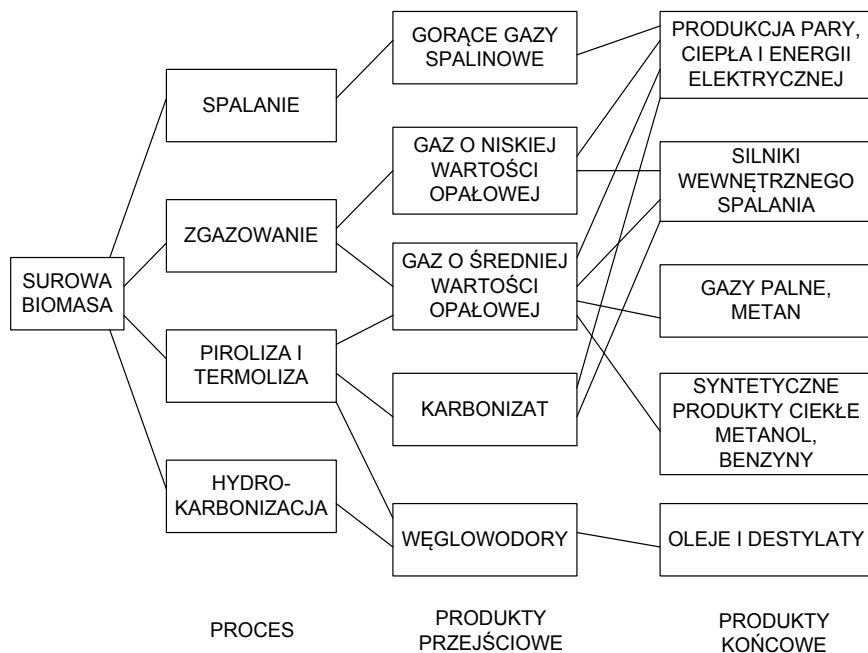 SUROWA
BIOMASA
SPALANIE
ZGAZOWANIE
PIROLIZA I
TERMOLIZA
HYDRO-
KARBONIZACJA
PROCES
GORĄCE GAZY
SPALINOWE
GAZ O NISKIEJ
WARTOŚCI
OPAŁOWEJ
GAZ O ŚREDNIEJ
WARTOŚCI
OPAŁOWEJ
KARBONIZAT
WĘGLOWODORY
PRODUKTY
PRZEJŚCIOWE
PRODUKCJA PARY,
CIEPŁA I ENERGII
ELEKTRYCZNEJ
SILNIKI
WEWNĘTRZNEGO
SPALANIA
GAZY PALNE,
METAN
SYNTETYCZNE
PRODUKTY CIEKŁE
METANOL,
BENZYNY
OLEJE I DESTYLATY
PRODUKTY
KOŃCOWE